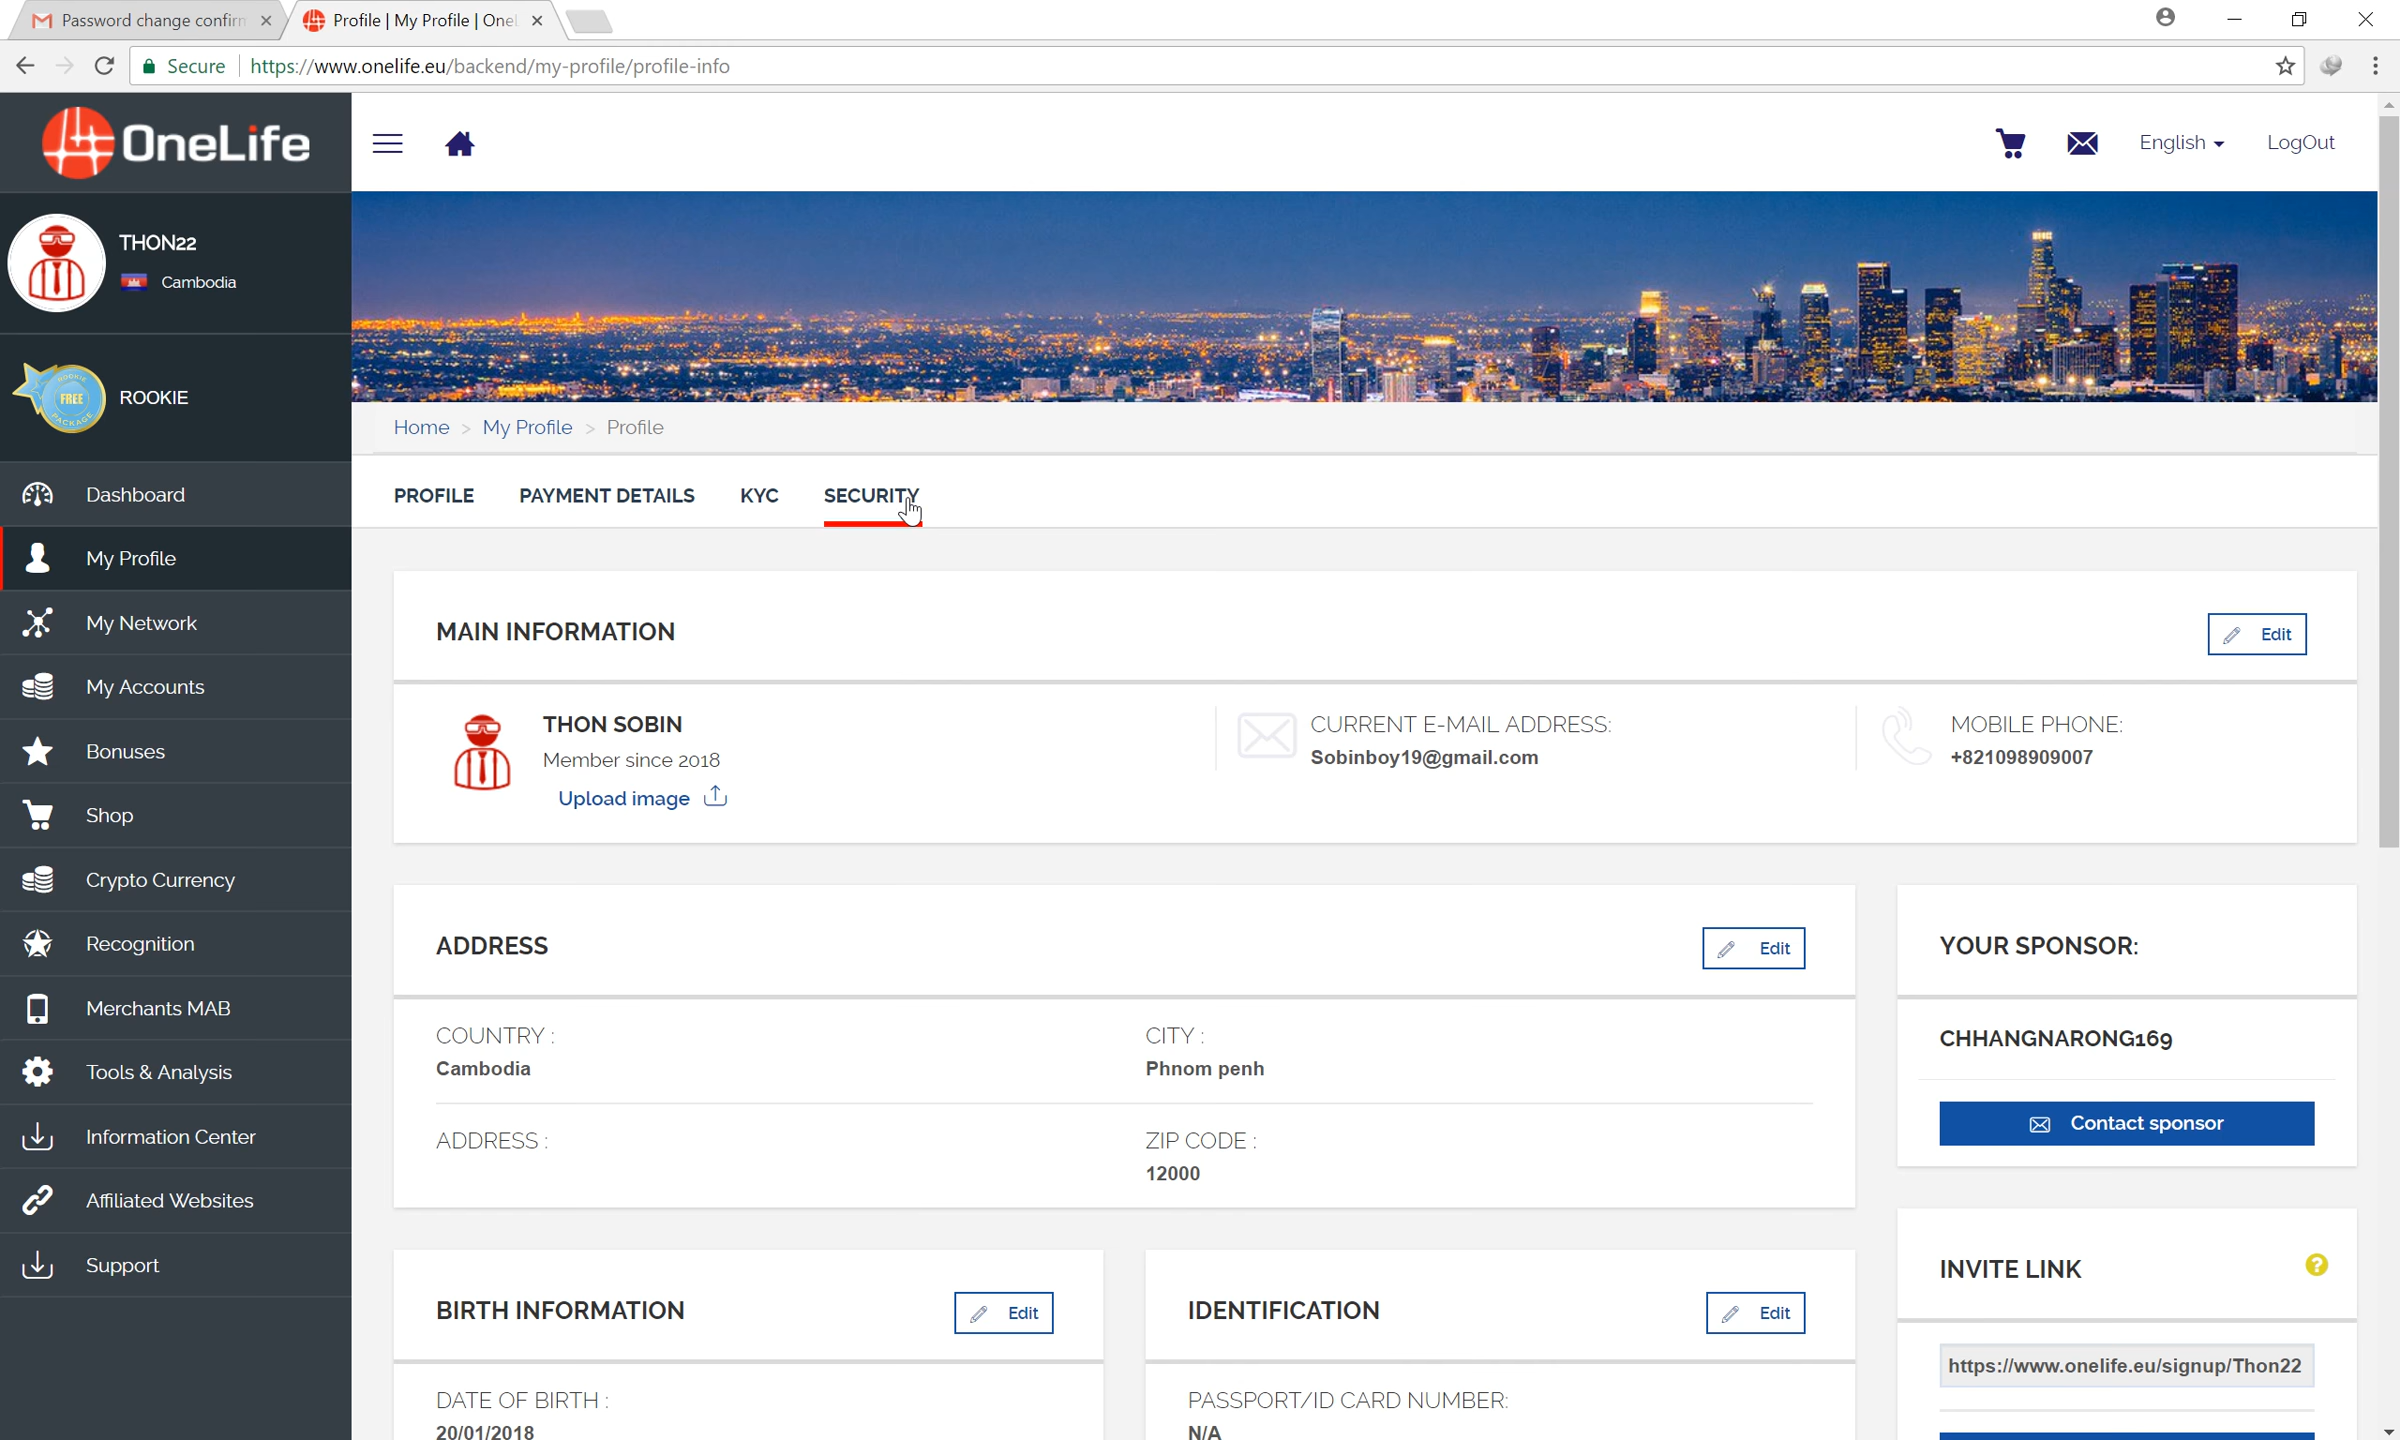 Password change confirm
Profile | My Profile | OneL
Secure
https://www.onelife.eu/backend/my-profile/profile-info
OneLife
English
LogOut
THON22
Cambodia
ROOKIE
FREE
PACKAGE
ROOKIE
Home > My Profile > Profile
PROFILE
PAYMENT DETAILS
KYC
SECURITY
Dashboard
My Profile
My Network
My Accounts
Bonuses
Shop
Crypto Currency
Recognition
Merchants MAB
Tools & Analysis
Information Center
Affiliated Websites
Support
MAIN INFORMATION
Edit
THON SOBIN
Member since 2018
Upload image
CURRENT E-MAIL ADDRESS:
Sobinboy19@gmail.com
MOBILE PHONE:
+821098909007
ADDRESS
Edit
COUNTRY :
Cambodia
CITY :
Phnom penh
ADDRESS :
ZIP CODE :
12000
YOUR SPONSOR:
CHHANGNARONG169
Contact sponsor
BIRTH INFORMATION
Edit
DATE OF BIRTH :
20/01/2018
IDENTIFICATION
Edit
PASSPORT/ID CARD NUMBER:
N/A
INVITE LINK
?
https://www.onelife.eu/signup/Thon22